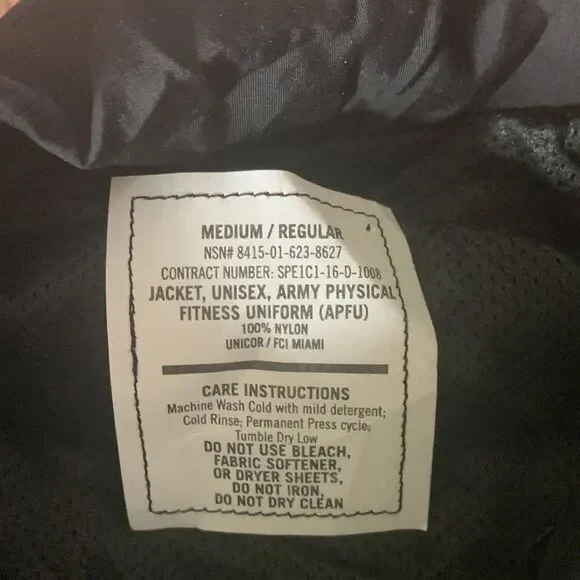 MEDIUM / REGULAR
NSN# 8415-01-623-8627
CONTRACT NUMBER: SPE1C1-16-D-1008
JACKET, UNISEX, ARMY PHYSICAL
FITNESS UNIFORM (APFU)
100% NYLON
UNICOR / FCI MIAMI
CARE INSTRUCTIONS
Machine Wash Cold with mild detergent;
Cold Rinse; Permanent Press cycle;
Tumble Dry Low
DO NOT USE BLEACH,
FABRIC SOFTENER,
OR DRYER SHEETS,
DO NOT IRON,
DO NOT DRY CLEAN